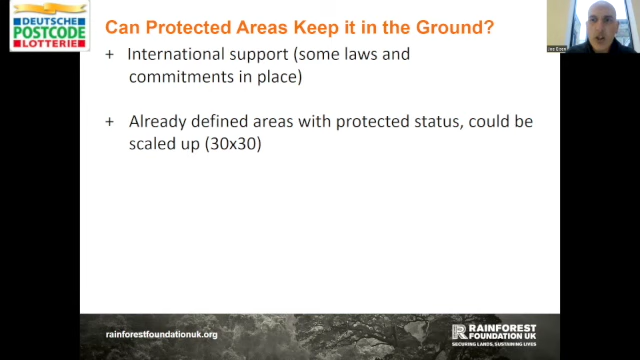 DEUTSCHE
POSTCODE
LOTTERIE
Can Protected Areas Keep it in the Ground?
+ International support (some laws and
commitments in place)
+ Already defined areas with protected status, could be
scaled up (30x30)
rainforestfoundationuk.org
RAINFOREST
FOUNDATION UK
SECURING LANDS, SUSTAINING LIVES